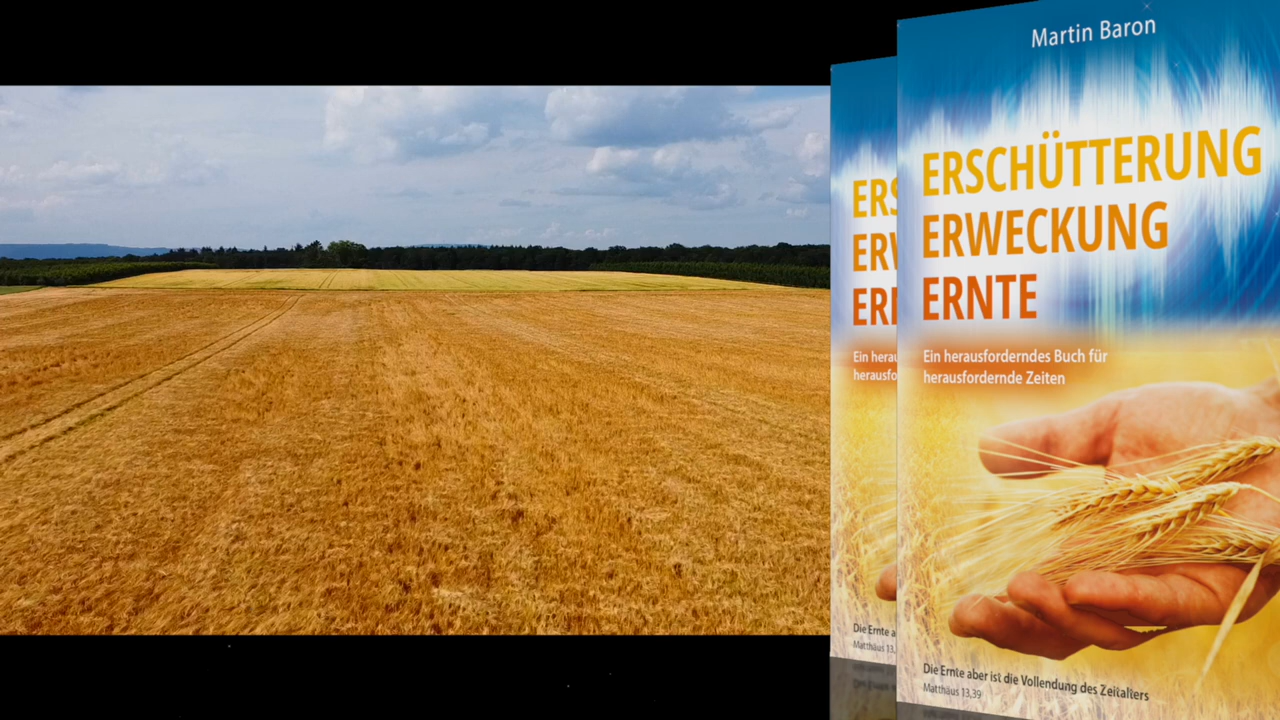 Martin Baron
ERSCHÜTTERUNG
ERWECKUNG
ERNTE
Ein herausforderndes Buch für
herausfordernde Zeiten
Die Ernte aber ist die Vollendung des Zeitalters
Matthäus 13,39